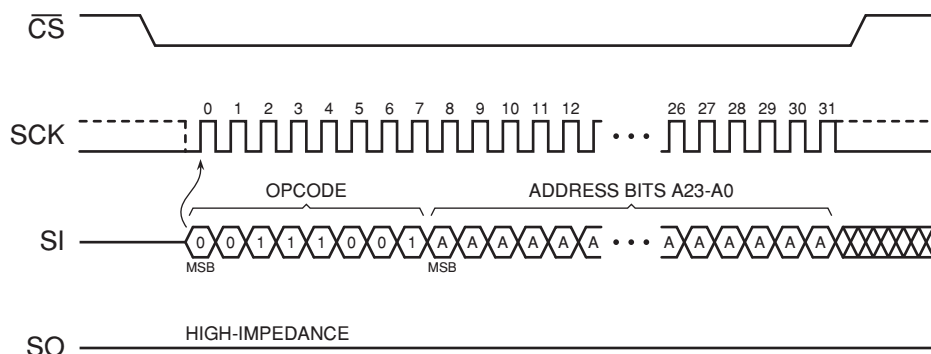 CS
0 1 2 3 4 5 6 7 8 9 10 11 12 26 27 28 29 30 31
SCK
OPCODE ADDRESS BITS A23-A0
SI 0 0 1 1 1 0 0 1 A A A A A A A A A A A A
MSB MSB
HIGH-IMPEDANCE
SO